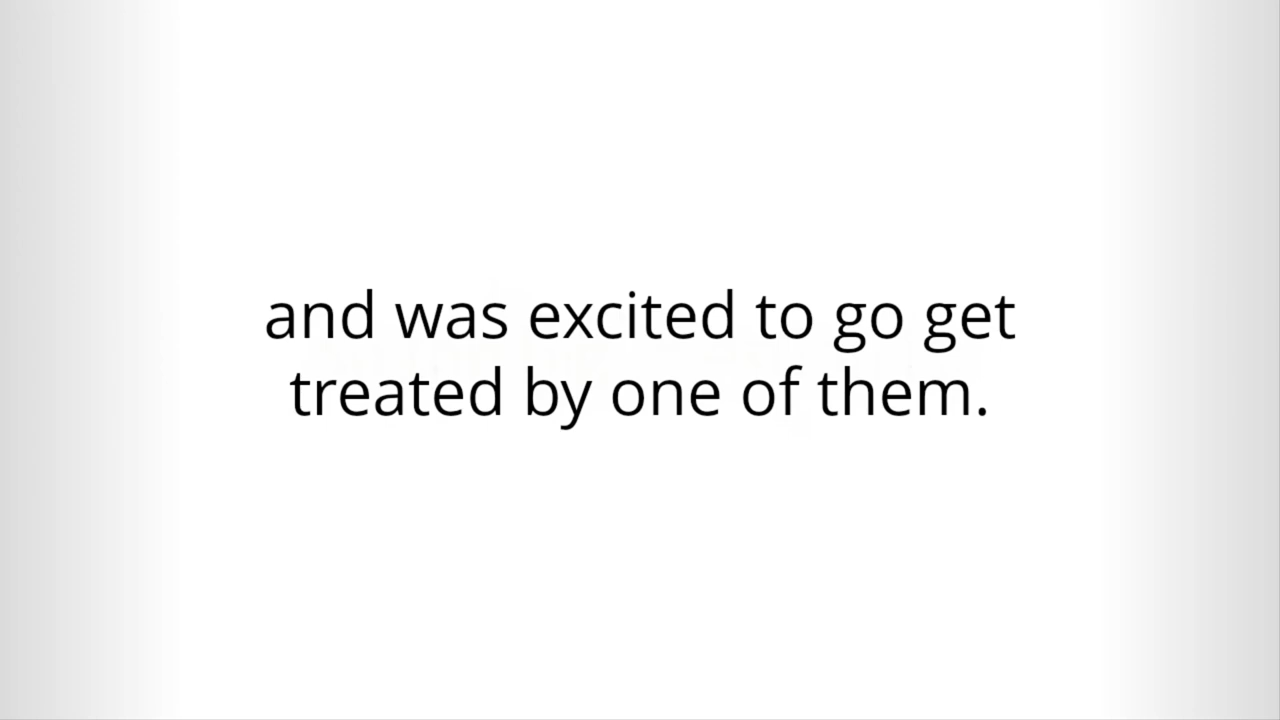 and was excited to go get
treated by one of them.